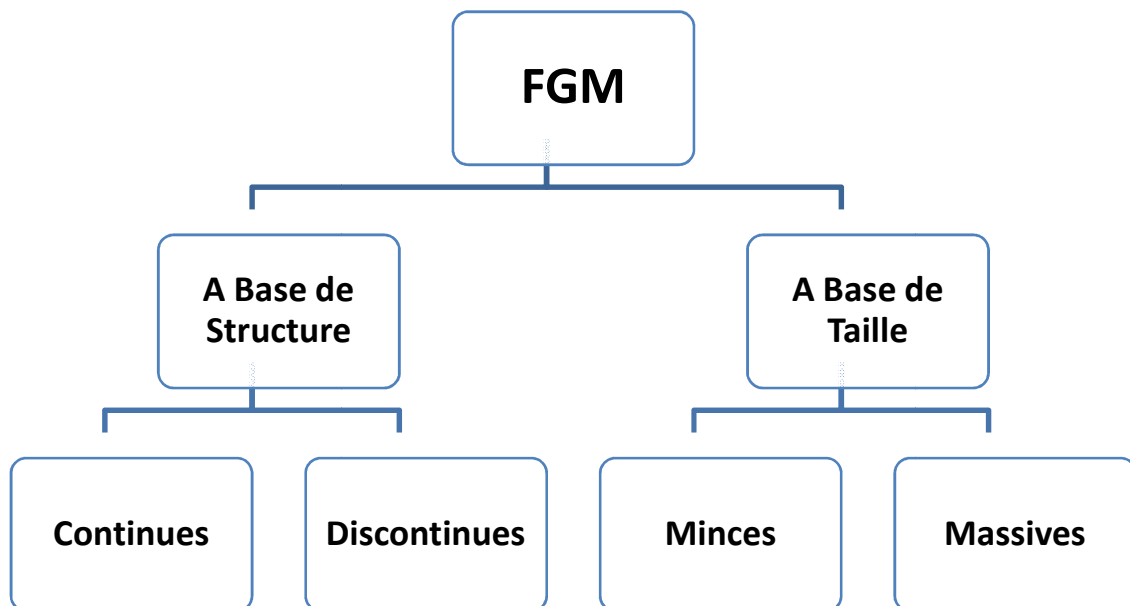 FGM
A Base de
Structure
A Base de
Taille
Continues
Discontinues
Minces
Massives